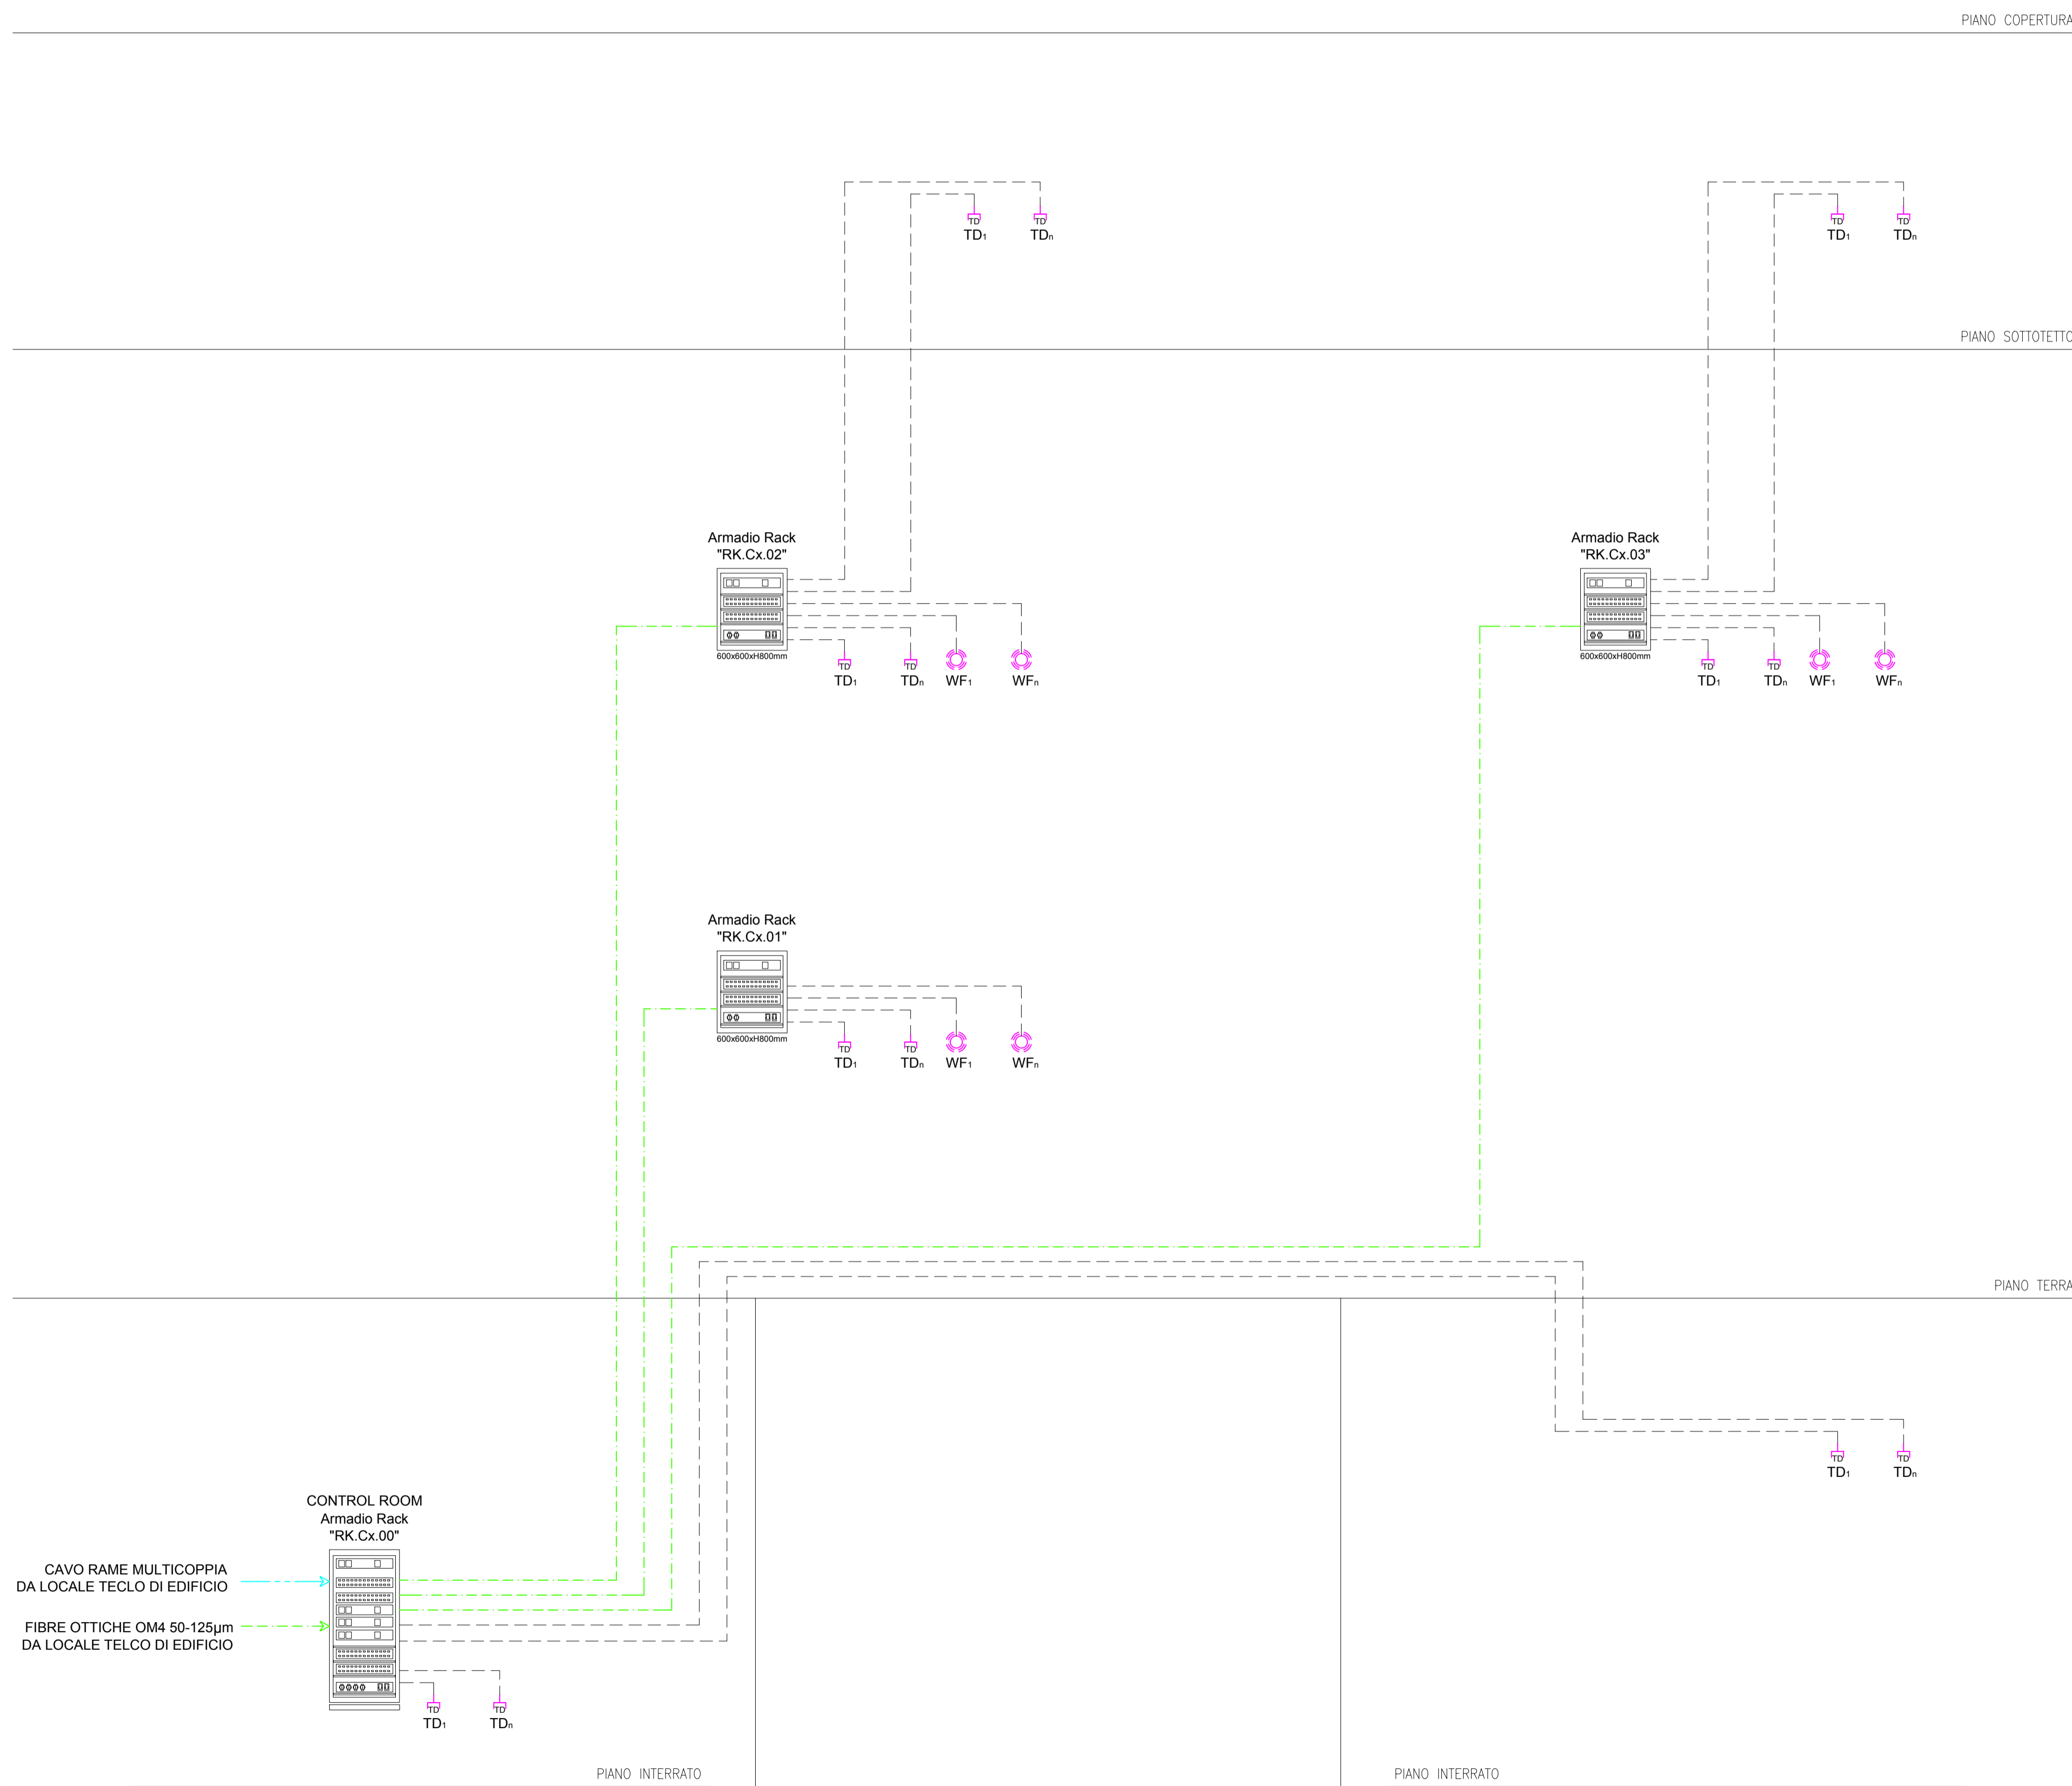 PIANO COPERTURA
TD TD TD TD
TD1 TDn TD1 TDn
PIANO SOTTOTETTO
Armadio Rack
"RK.Cx.02"
600x600xH800mm
TD TD
TD1 TDn WF1 WFn
Armadio Rack
"RK.Cx.03"
600x600xH800mm
TD TD
TD1 TDn WF1 WFn
Armadio Rack
"RK.Cx.01"
600x600xH800mm
TD TD
TD1 TDn WF1 WFn
PIANO TERRA
TD TD
TD1 TDn
CONTROL ROOM
Armadio Rack
"RK.Cx.00"
CAVO RAME MULTICOPPIA
DA LOCALE TECLO DI EDIFICIO
FIBRE OTTICHE OM4 50-125µm
DA LOCALE TELCO DI EDIFICIO
TD TD
TD1 TDn
PIANO INTERRATO
PIANO INTERRATO